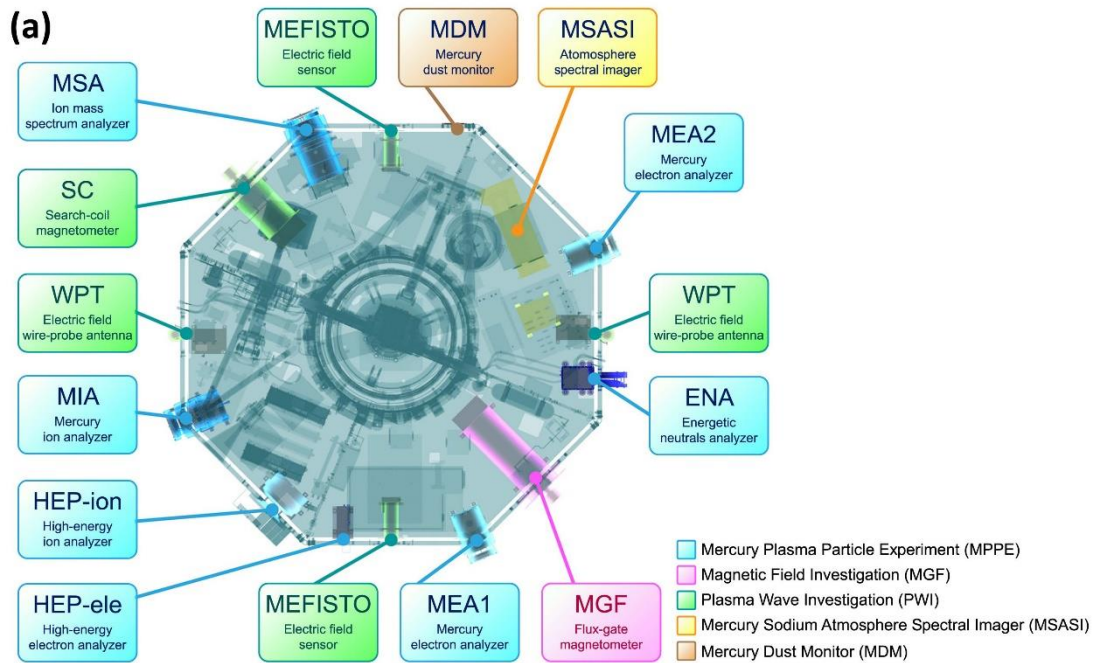 (a)
MEFISTO
Electric field
sensor
MDM
Mercury
dust monitor
MSASI
Atomosphere
spectral imager
MSA
Ion mass
spectrum analyzer
MEA2
Mercury
electron analyzer
SC
Search-coil
magnetometer
WPT
Electric field
wire-probe antenna
WPT
Electric field
wire-probe antenna
MIA
Mercury
ion analyzer
ENA
Energetic
neutrals analyzer
HEP-ion
High-energy
ion analyzer
HEP-ele
High-energy
electron analyzer
MEFISTO
Electric field
sensor
MEA1
Mercury
electron analyzer
MGF
Flux-gate
magnetometer
Mercury Plasma Particle Experiment (MPPE)
Magnetic Field Investigation (MGF)
Plasma Wave Investigation (PWI)
Mercury Sodium Atmosphere Spectral Imager (MSASI)
Mercury Dust Monitor (MDM)